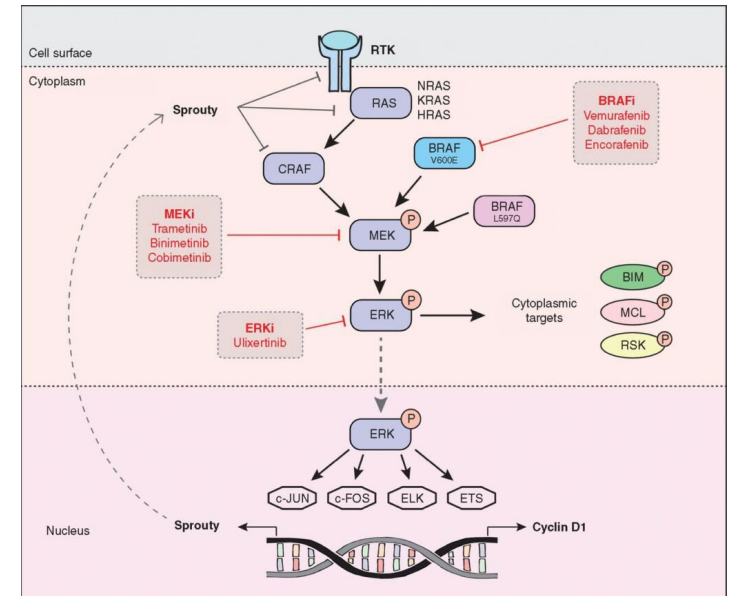 Cell surface
RTK
Cytoplasm
Sprouty
RAS
NRAS
KRAS
HRAS
BRAFi
Vemurafenib
Dabrafenib
Encorafenib
CRAF
BRAF
V600E
MEKi
Trametinib
Binimetinib
Cobimetinib
BRAF
L597Q
P
MEK
P
BIM
P
ERK
Cytoplasmic
targets
P
MCL
P
RSK
ERKi
Ulixertinib
P
ERK
c-JUN
c-FOS
ELK
ETS
Nucleus
Sprouty
Cyclin D1